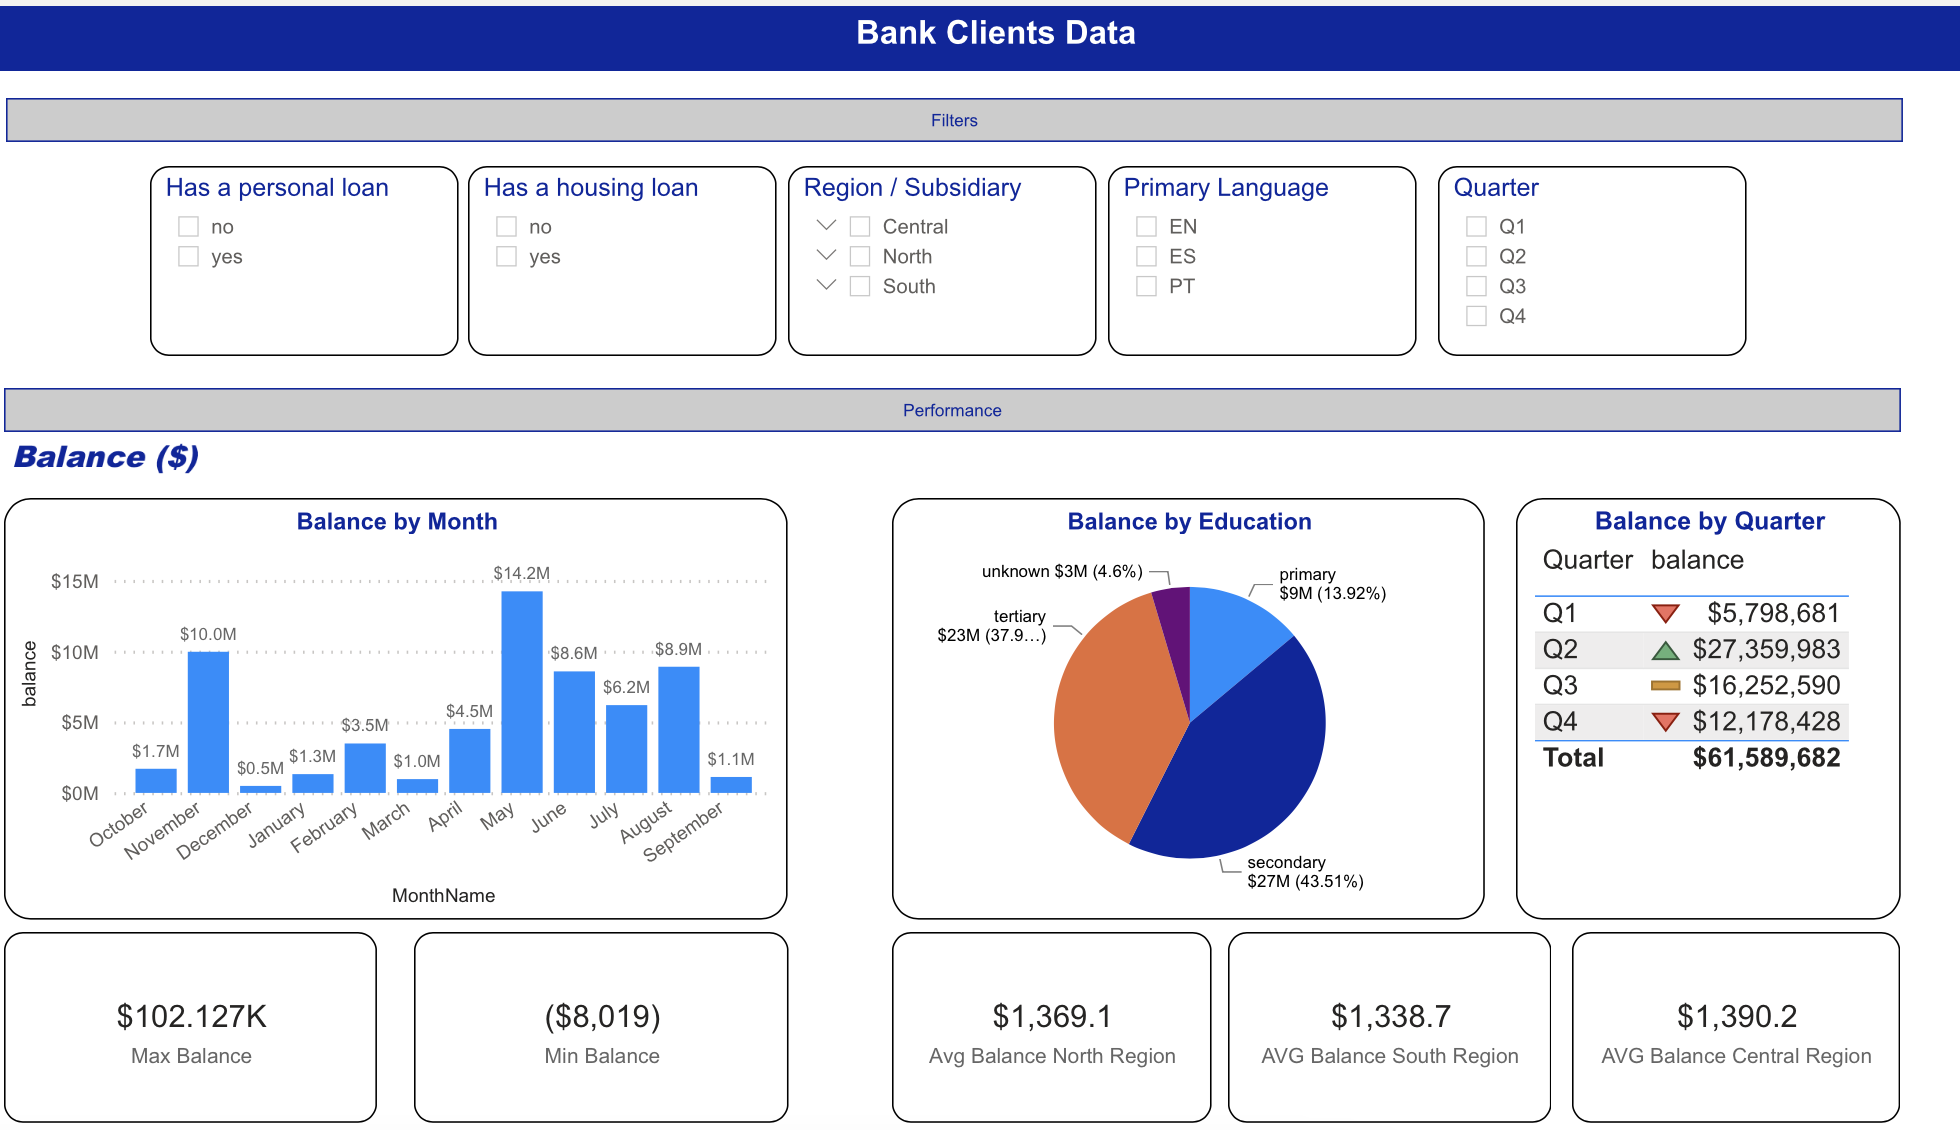 Bank Clients Data
Filters
Has a personal loan
no
yes
Has a housing loan
no
yes
Region / Subsidiary
Central
North
South
Primary Language
EN
ES
PT
Quarter
Q1
Q2
Q3
Q4
Performance
Balance ($)
Balance by Month
balance
$15M
$10M
$5M
$0M
$1.7M
$10.0M
$0.5M
$1.3M
$3.5M
$1.0M
$4.5M
$14.2M
$8.6M
$6.2M
$8.9M
$1.1M
October
November
December
January
February
March
April
May
June
July
August
September
MonthName
Balance by Education
unknown $3M (4.6%)
primary
$9M (13.92%)
tertiary
$23M (37.9…)
secondary
$27M (43.51%)
Balance by Quarter
Quarter balance
Q1 $5,798,681
Q2 $27,359,983
Q3 $16,252,590
Q4 $12,178,428
Total $61,589,682
$102.127K
Max Balance
($8,019)
Min Balance
$1,369.1
Avg Balance North Region
$1,338.7
AVG Balance South Region
$1,390.2
AVG Balance Central Region